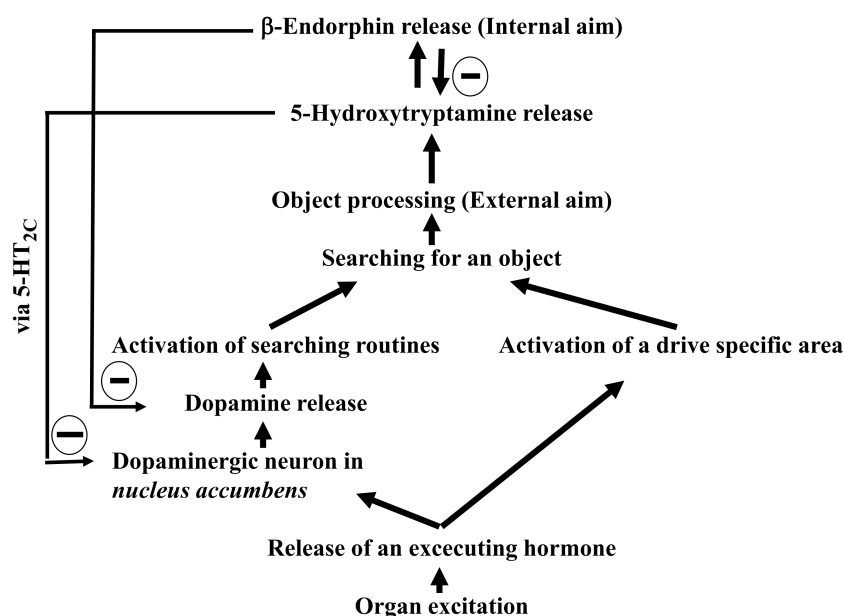 β-Endorphin release (Internal aim)
5-Hydroxytryptamine release
Object processing (External aim)
Searching for an object
via 5-HT2C
Activation of searching routines
Activation of a drive specific area
Dopamine release
Dopaminergic neuron in
nucleus accumbens
Release of an excecuting hormone
Organ excitation